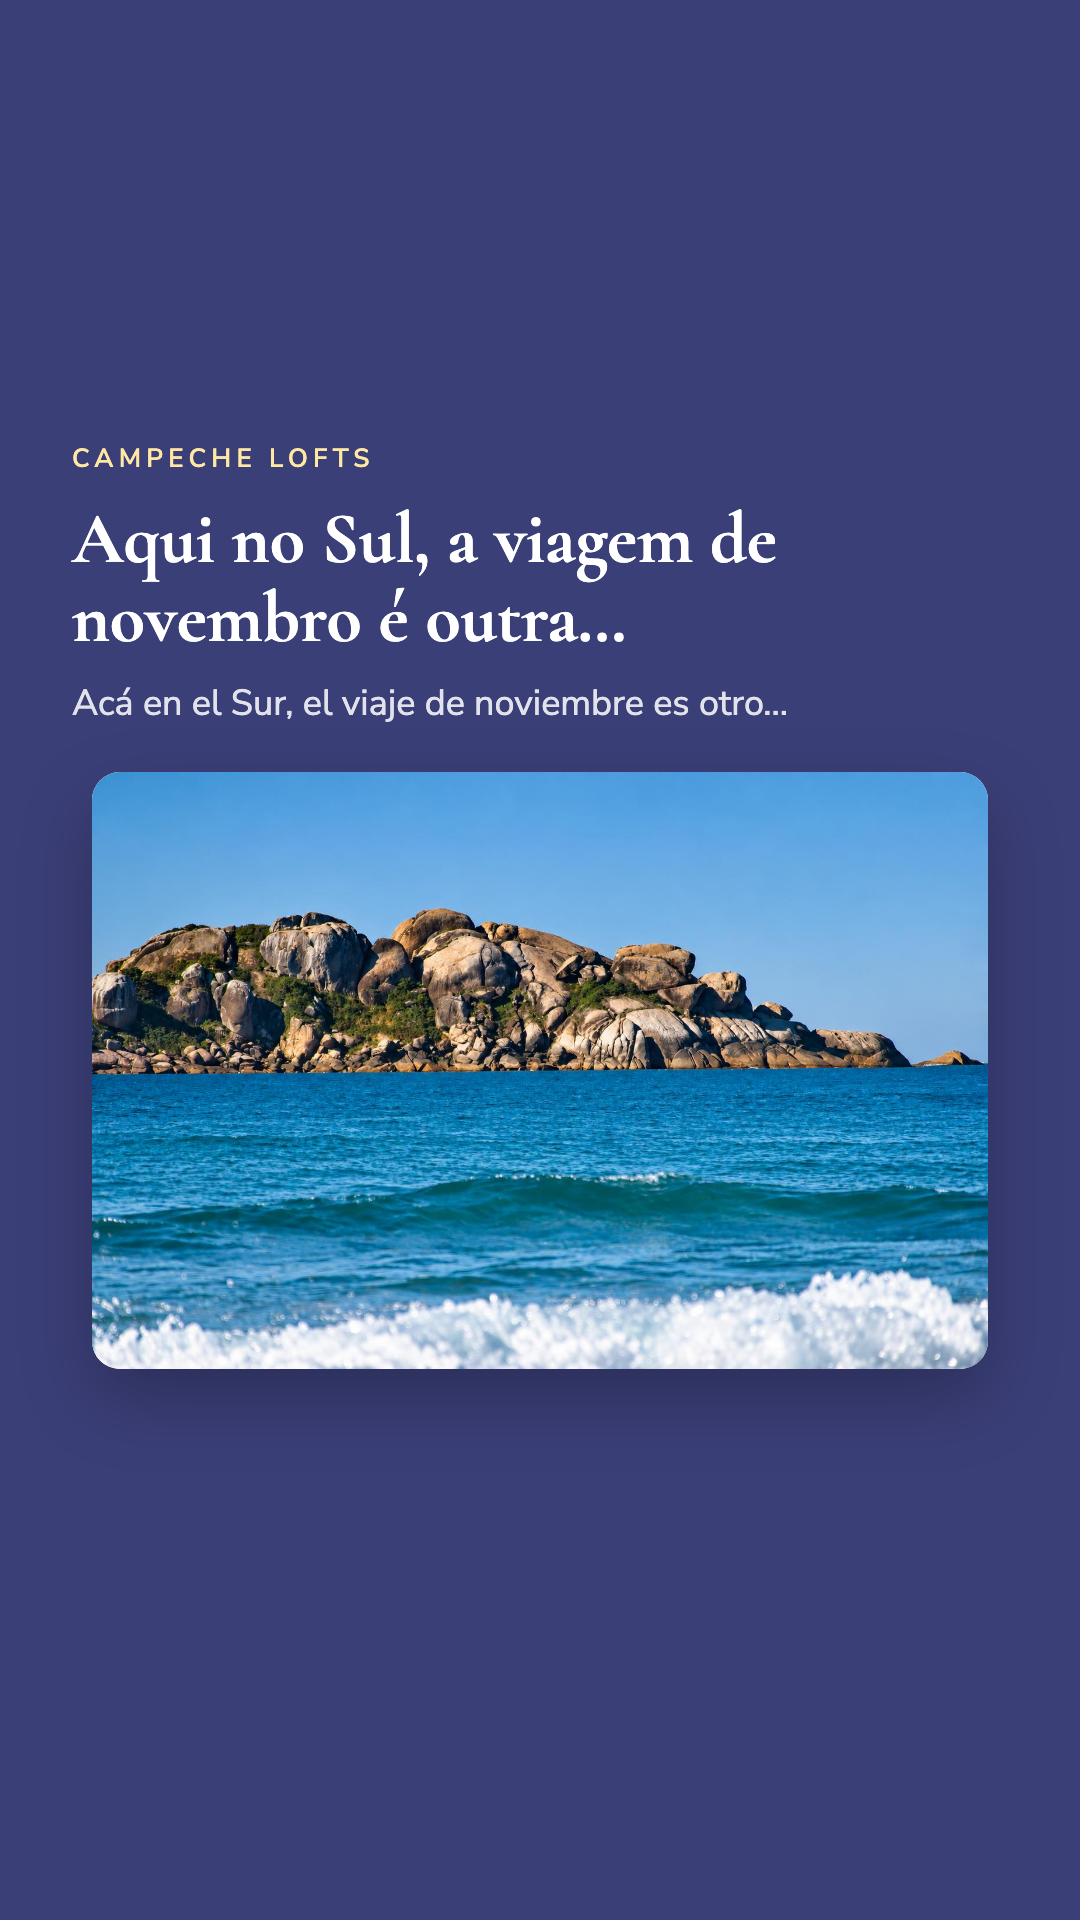 CAMPECHE LOFTS
Aqui no Sul, a viagem de
novembro é outra...
Acá en el Sur, el viaje de noviembre es otro...